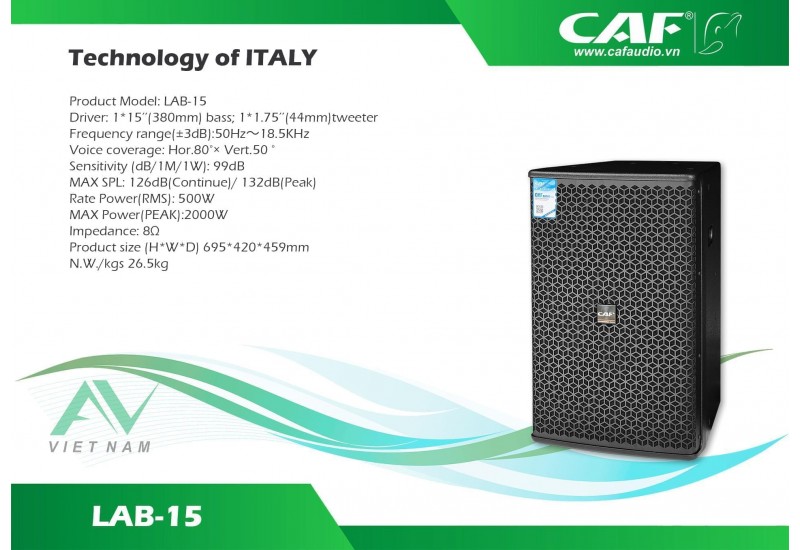 CAF®
www.cafaudio.vn
Technology of ITALY
Product Model: LAB-15
Driver: 1*15´´(380mm) bass; 1*1.75´´(44mm)tweeter
Frequency range(±3dB):50Hz～18.5KHz
Voice coverage: Hor.80°× Vert.50 °
Sensitivity (dB/1M/1W): 99dB
MAX SPL: 126dB(Continue)/ 132dB(Peak)
Rate Power(RMS): 500W
MAX Power(PEAK):2000W
Impedance: 8Ω
Product size (H*W*D) 695*420*459mm
N.W./kgs 26.5kg
CAF
AV
VIET NAM
LAB-15